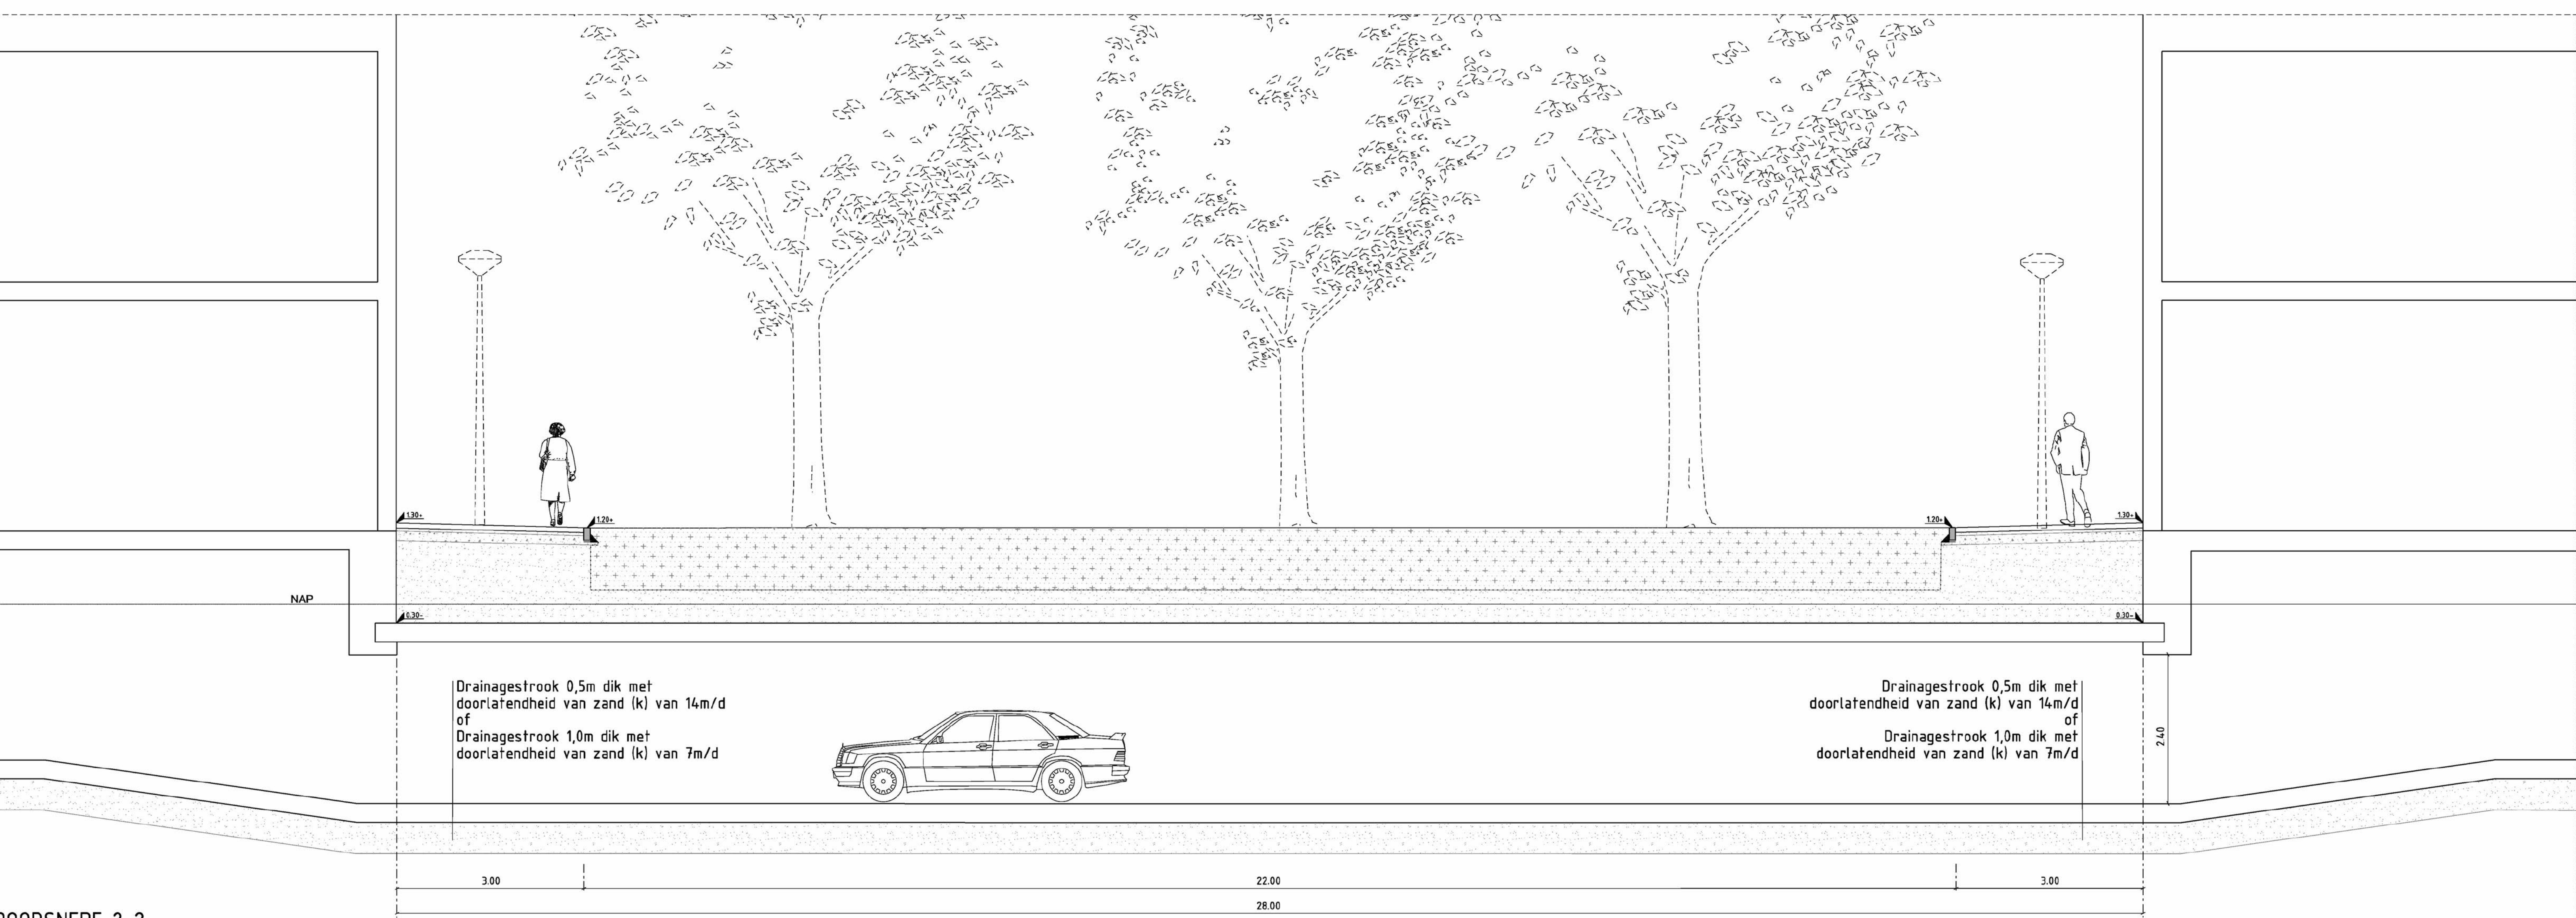 1.30+
1.20+
1.20+
1.30+
NAP
0.30-
0.30-
Drainagestrook 0,5m dik met
doorlatendheid van zand (k) van 14m/d
of
Drainagestrook 1,0m dik met
doorlatendheid van zand (k) van 7m/d
Drainagestrook 0,5m dik met
doorlatendheid van zand (k) van 14m/d
of
Drainagestrook 1,0m dik met
doorlatendheid van zand (k) van 7m/d
2.40
3.00
22.00
3.00
28.00